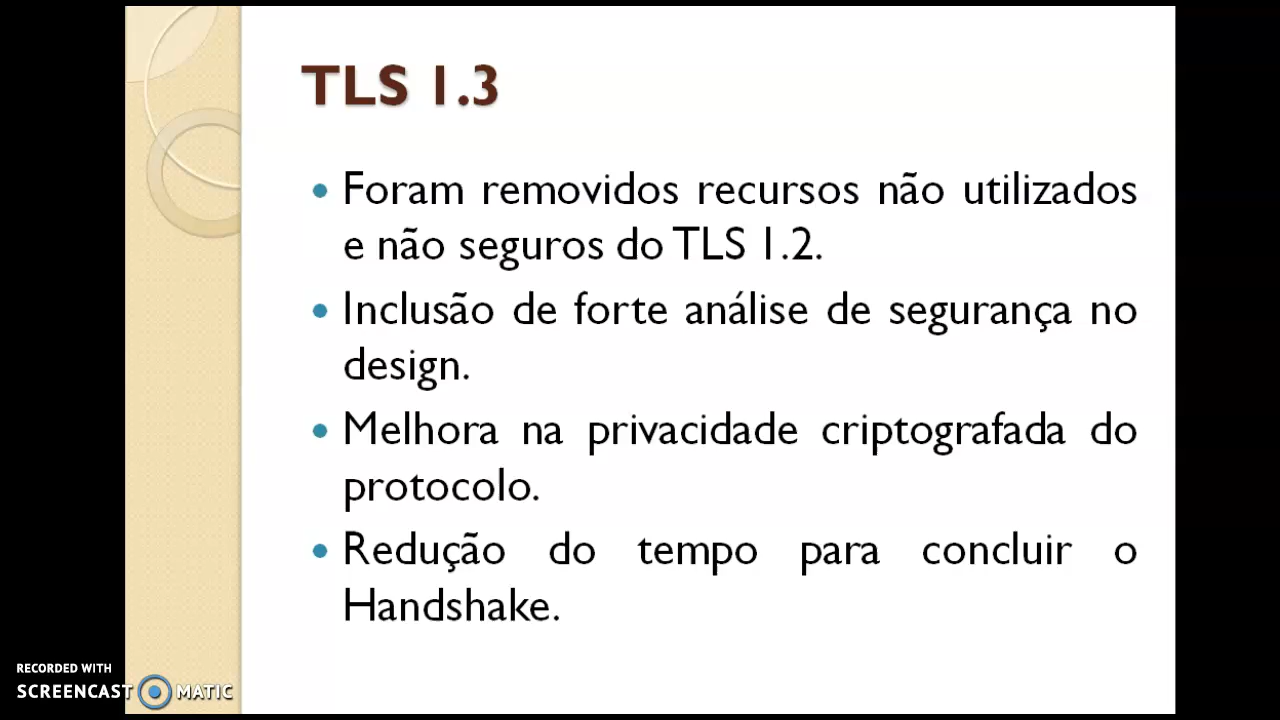 TLS 1.3
• Foram removidos recursos não utilizados
e não seguros do TLS 1.2.
• Inclusão de forte análise de segurança no
design.
• Melhora na privacidade criptografada do
protocolo.
• Redução do tempo para concluir o
Handshake.
RECORDED WITH
SCREENCAST MATIC